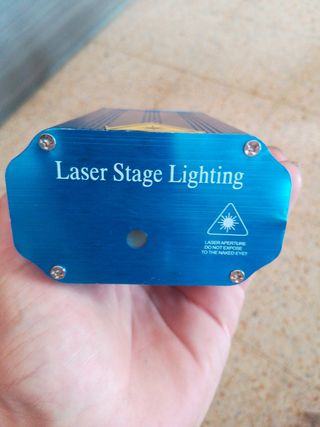 Laser Stage Lighting
LASER APERTURE
DO NOT EXPOSE
TO THE NAKED EYE!!